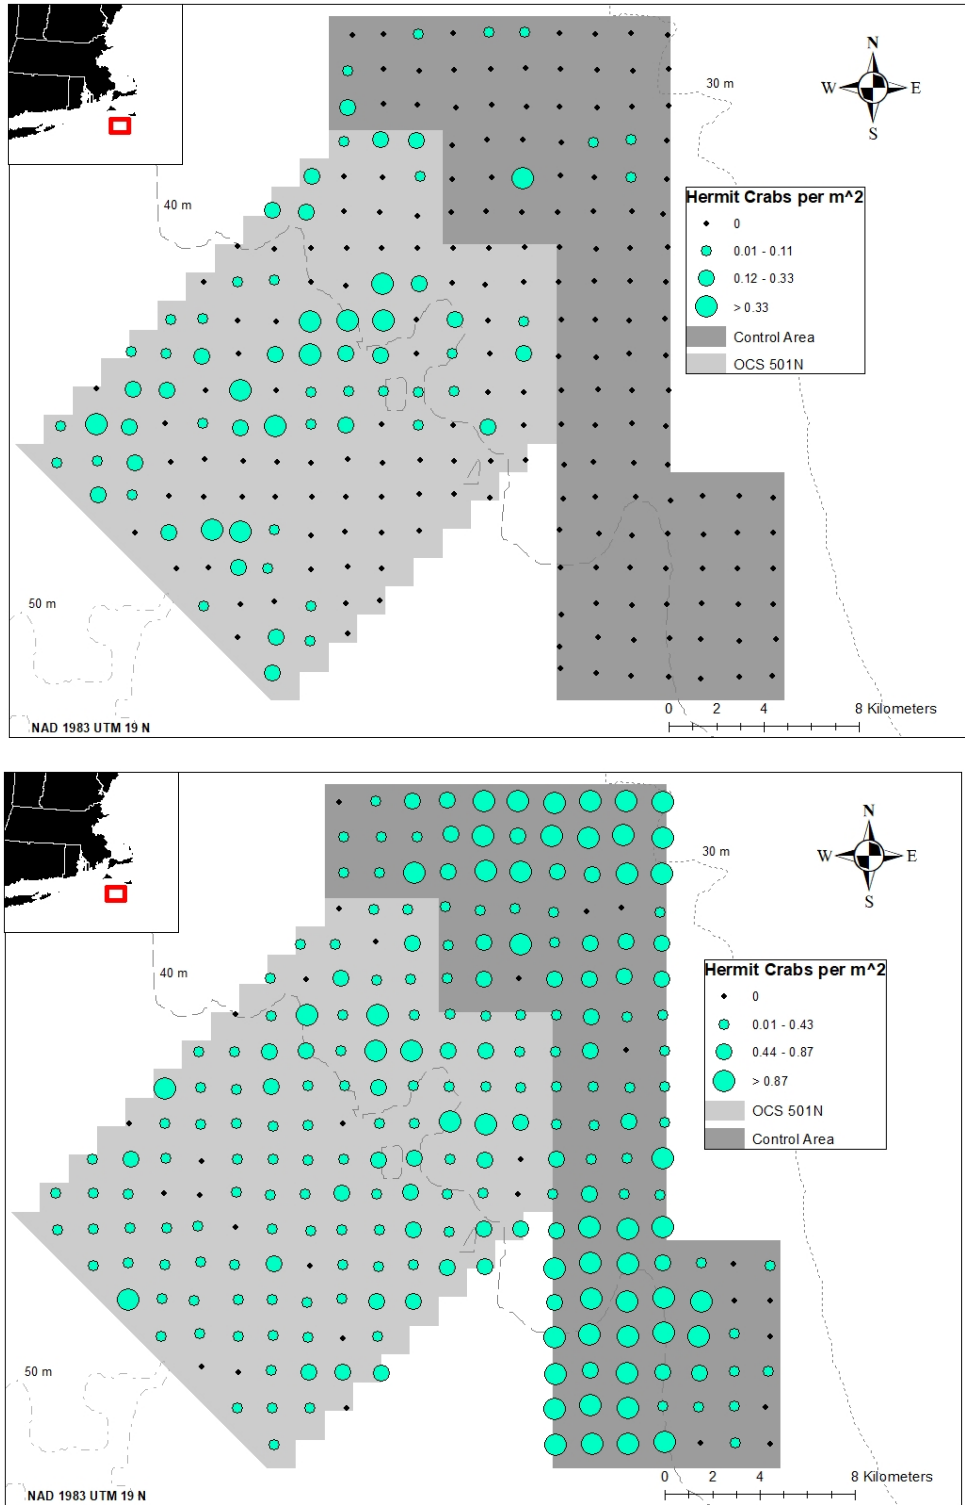 N
30 m
W E
S
40 m
Hermit Crabs per m^2
0
0.01 - 0.11
0.12 - 0.33
> 0.33
Control Area
OCS 501N
50 m
0 2 4 8 Kilometers
NAD 1983 UTM 19 N
N
30 m
W E
S
40 m
Hermit Crabs per m^2
0
0.01 - 0.43
0.44 - 0.87
> 0.87
OCS 501N
Control Area
50 m
0 2 4 8 Kilometers
NAD 1983 UTM 19 N